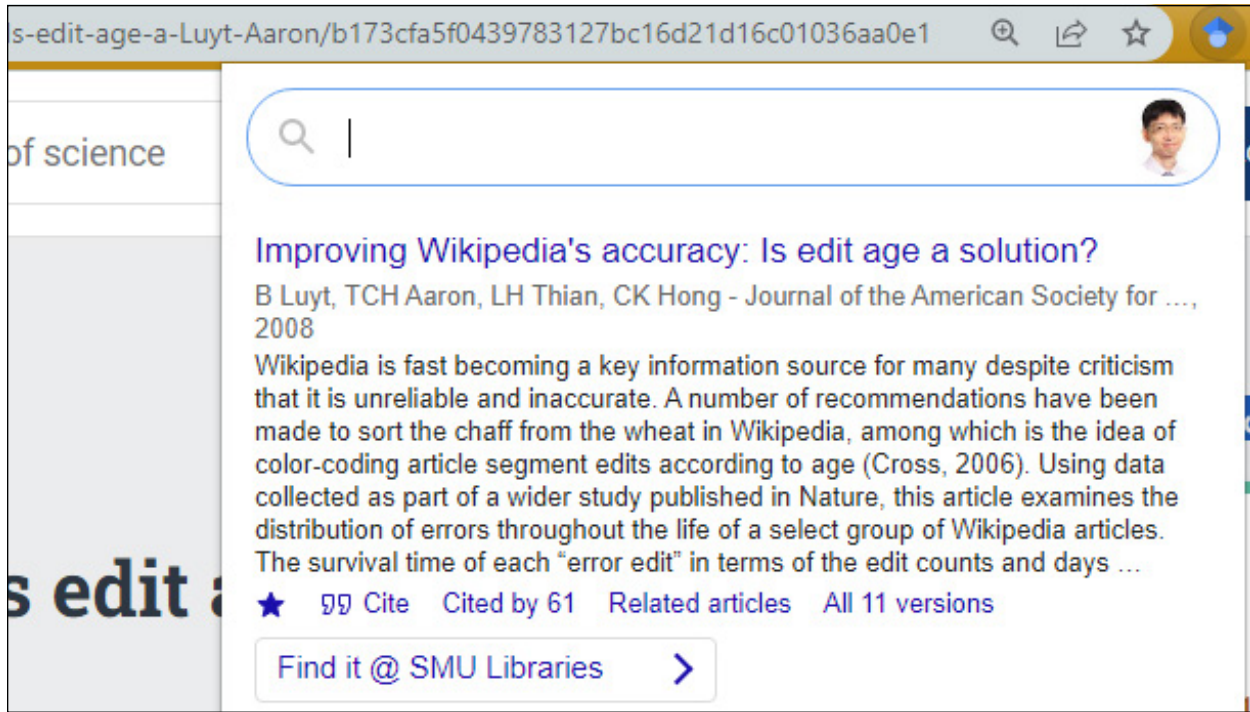 ls-edit-age-a-Luyt-Aaron/b173cfa5f0439783127bc16d21d16c01036aa0e1
of science
Improving Wikipedia's accuracy: Is edit age a solution?
B Luyt, TCH Aaron, LH Thian, CK Hong - Journal of the American Society for …,
2008
Wikipedia is fast becoming a key information source for many despite criticism
that it is unreliable and inaccurate. A number of recommendations have been
made to sort the chaff from the wheat in Wikipedia, among which is the idea of
color-coding article segment edits according to age (Cross, 2006). Using data
collected as part of a wider study published in Nature, this article examines the
distribution of errors throughout the life of a select group of Wikipedia articles.
The survival time of each “error edit” in terms of the edit counts and days …
s edit a
Cite Cited by 61 Related articles All 11 versions
Find it @ SMU Libraries